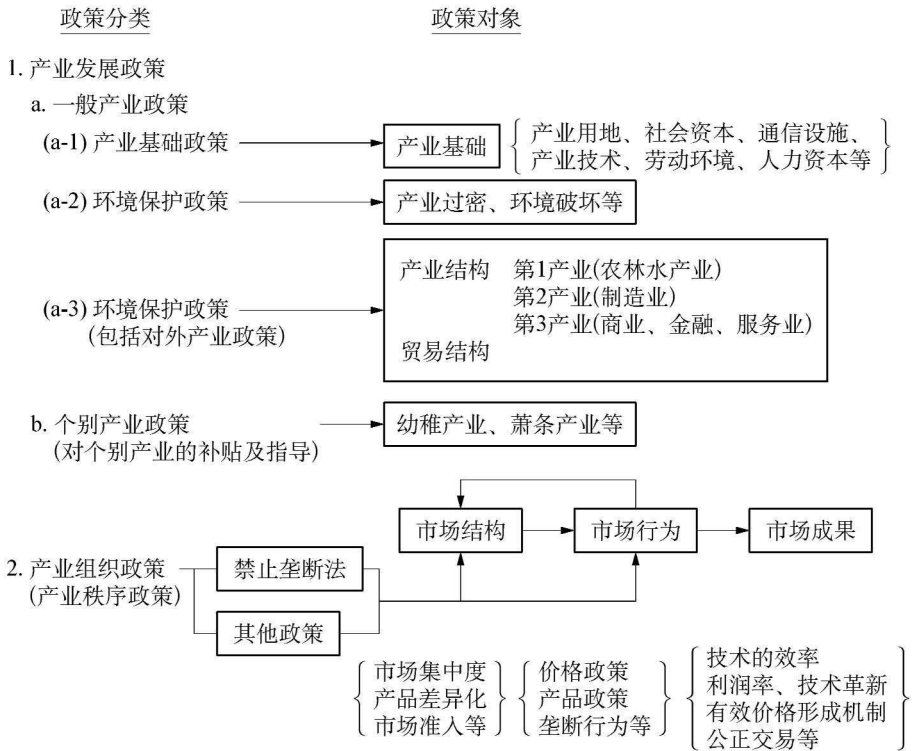 政策分类 政策对象
1. 产业发展政策
a. 一般产业政策
(a-1) 产业基础政策
产业基础
产业用地、社会资本、通信设施、
产业技术、劳动环境、人力资本等
(a-2) 环境保护政策
产业过密、环境破坏等
(a-3) 环境保护政策
(包括对外产业政策)
产业结构 第1产业(农林水产业)
第2产业(制造业)
第3产业(商业、金融、服务业)
贸易结构
b. 个别产业政策
(对个别产业的补贴及指导)
幼稚产业、萧条产业等
2. 产业组织政策
(产业秩序政策)
禁止垄断法
其他政策
市场结构
市场行为
市场成果
市场集中度
产品差异化
市场准入等
价格政策
产品政策
垄断行为等
技术的效率
利润率、技术革新
有效价格形成机制
公正交易等